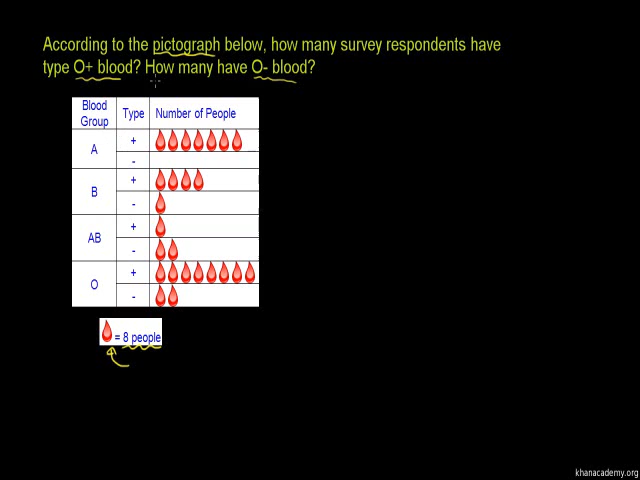 According to the pictograph below, how many survey respondents have
type O+ blood? How many have O- blood?
Blood Group Type Number of People
A +
-
B +
-
AB +
-
O +
-
= 8 people
khanacademy.org